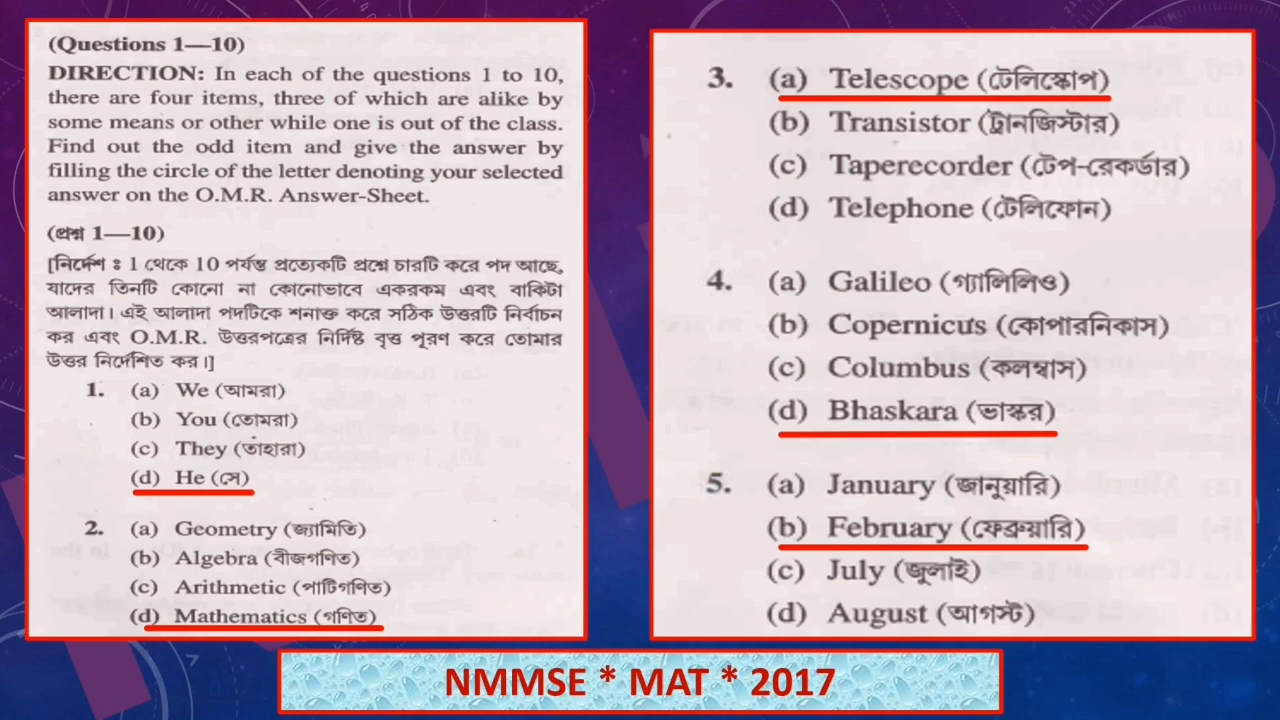 (Questions 1—10)
DIRECTION: In each of the questions 1 to 10,
there are four items, three of which are alike by
some means or other while one is out of the class.
Find out the odd item and give the answer by
filling the circle of the letter denoting your selected
answer on the O.M.R. Answer-Sheet.
(প্রশ্ন 1—10)
[নির্দেশ ঃ 1 থেকে 10 পর্যন্ত প্রত্যেকটি প্রশ্নে চারটি করে পদ আছে,
যাদের তিনটি কোনো না কোনোভাবে একরকম এবং বাকিটা
আলাদা। এই আলাদা পদটিকে শনাক্ত করে সঠিক উত্তরটি নির্বাচন
কর এবং O.M.R. উত্তরপত্রের নির্দিষ্ট বৃত্ত পূরণ করে তোমার
উত্তর নির্দেশিত কর।]
1. (a) We (আমরা)
(b) You (তোমরা)
(c) They (তাঁহারা)
(d) He (সে)
2. (a) Geometry (জ্যামিতি)
(b) Algebra (বীজগণিত)
(c) Arithmetic (পাটিগণিত)
(d) Mathematics (গণিত)
3. (a) Telescope (টেলিস্কোপ)
(b) Transistor (ট্রানজিস্টার)
(c) Taperecorder (টেপ-রেকর্ডার)
(d) Telephone (টেলিফোন)
4. (a) Galileo (গ্যালিলিও)
(b) Copernicus (কোপারনিকাস)
(c) Columbus (কলম্বাস)
(d) Bhaskara (ভাস্কর)
5. (a) January (জানুয়ারি)
(b) February (ফেব্রুয়ারি)
(c) July (জুলাই)
(d) August (আগস্ট)
NMMSE * MAT * 2017